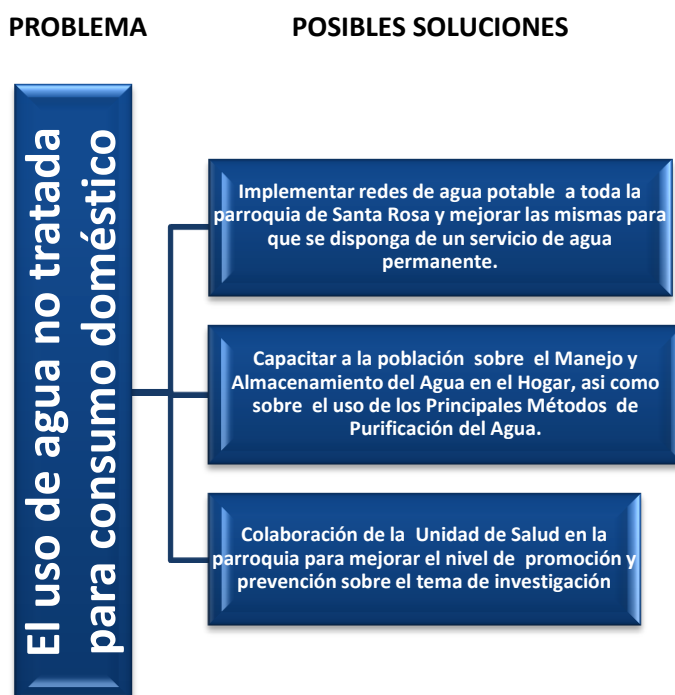 PROBLEMA
POSIBLES SOLUCIONES
El uso de agua no tratada
para consumo doméstico
Implementar redes de agua potable a toda la
parroquia de Santa Rosa y mejorar las mismas para
que se disponga de un servicio de agua
permanente.
Capacitar a la población sobre el Manejo y
Almacenamiento del Agua en el Hogar, asi como
sobre el uso de los Principales Métodos de
Purificación del Agua.
Colaboración de la Unidad de Salud en la
parroquia para mejorar el nivel de promoción y
prevención sobre el tema de investigación